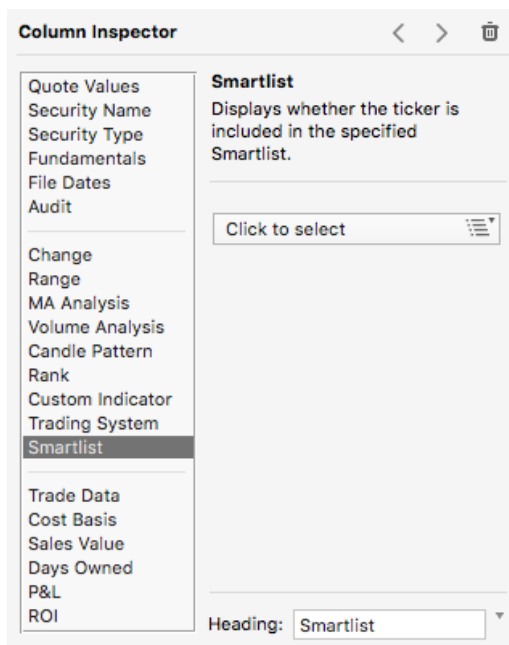 Column Inspector
Quote Values
Security Name
Security Type
Fundamentals
File Dates
Audit
Change
Range
MA Analysis
Volume Analysis
Candle Pattern
Rank
Custom Indicator
Trading System
Smartlist
Trade Data
Cost Basis
Sales Value
Days Owned
P&L
ROI
Smartlist
Displays whether the ticker is
included in the specified
Smartlist.
Click to select
Heading: Smartlist